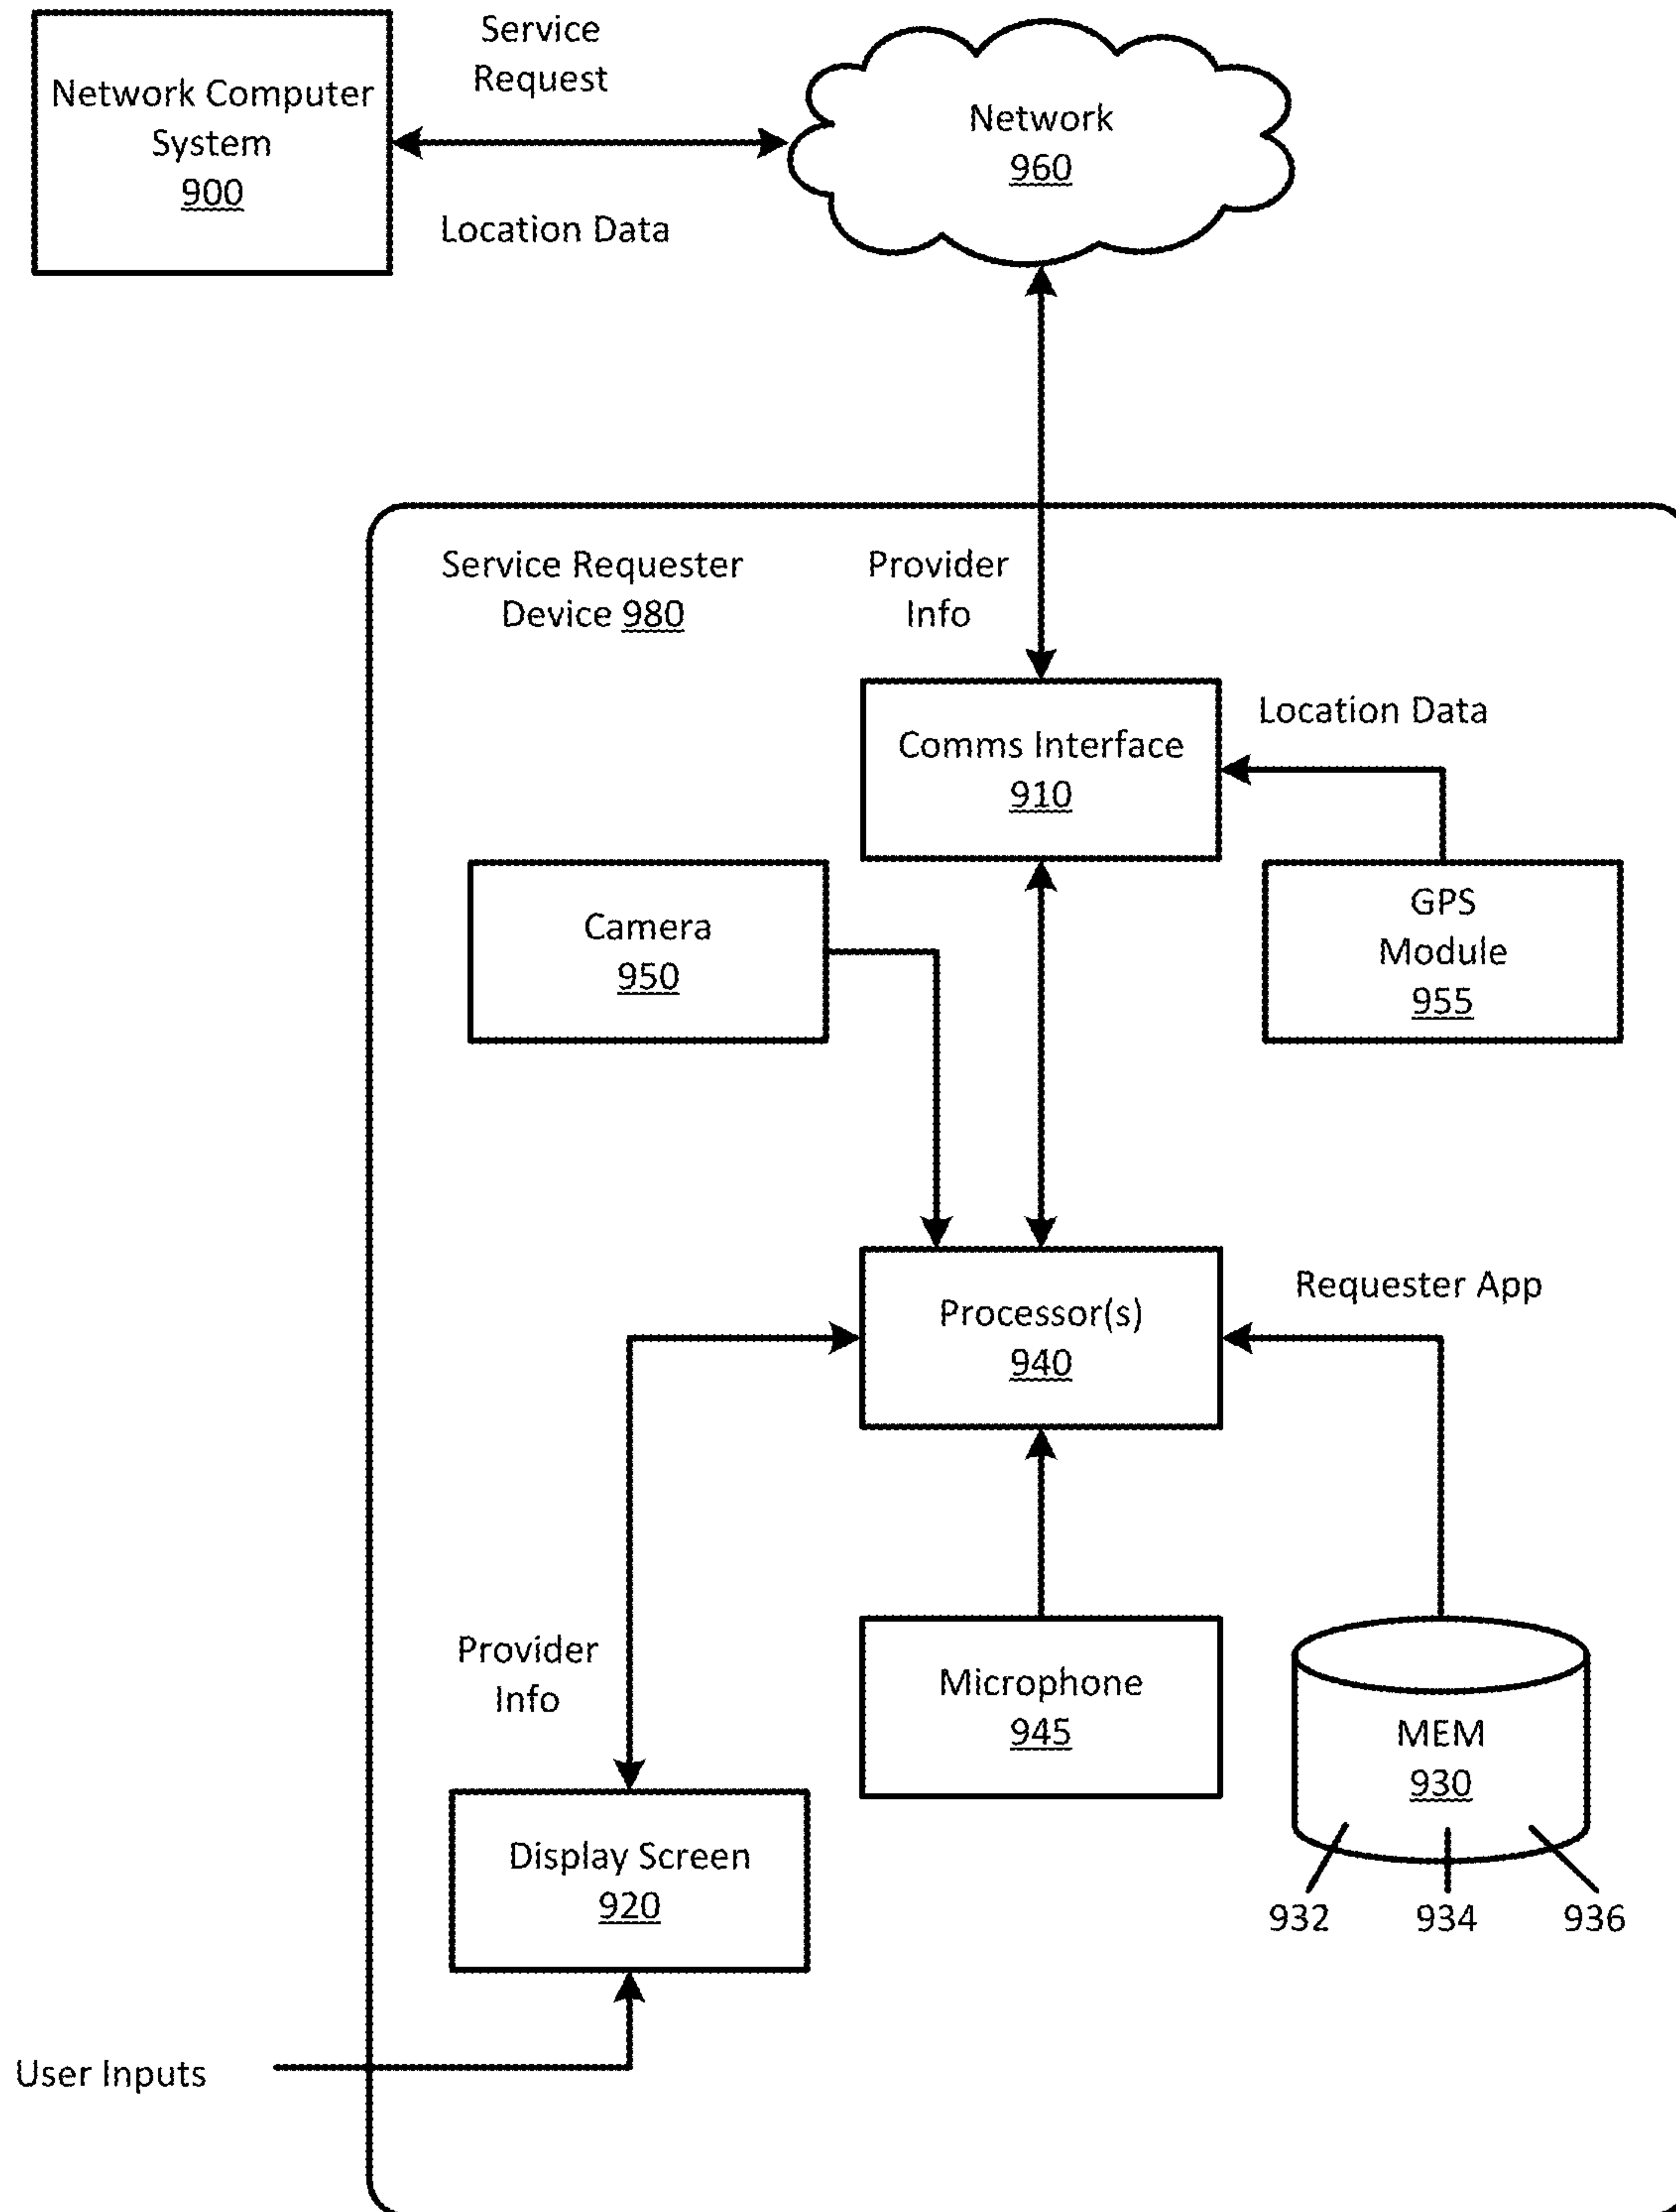 Network Computer
System
900
Service
Request
Location Data
Network
960
Service Requester
Device 980
Provider
Info
Comms Interface
910
Location Data
Camera
950
GPS
Module
955
Processor(s)
940
Requester App
Provider
Info
Microphone
945
MEM
930
Display Screen
920
932
934
936
User Inputs